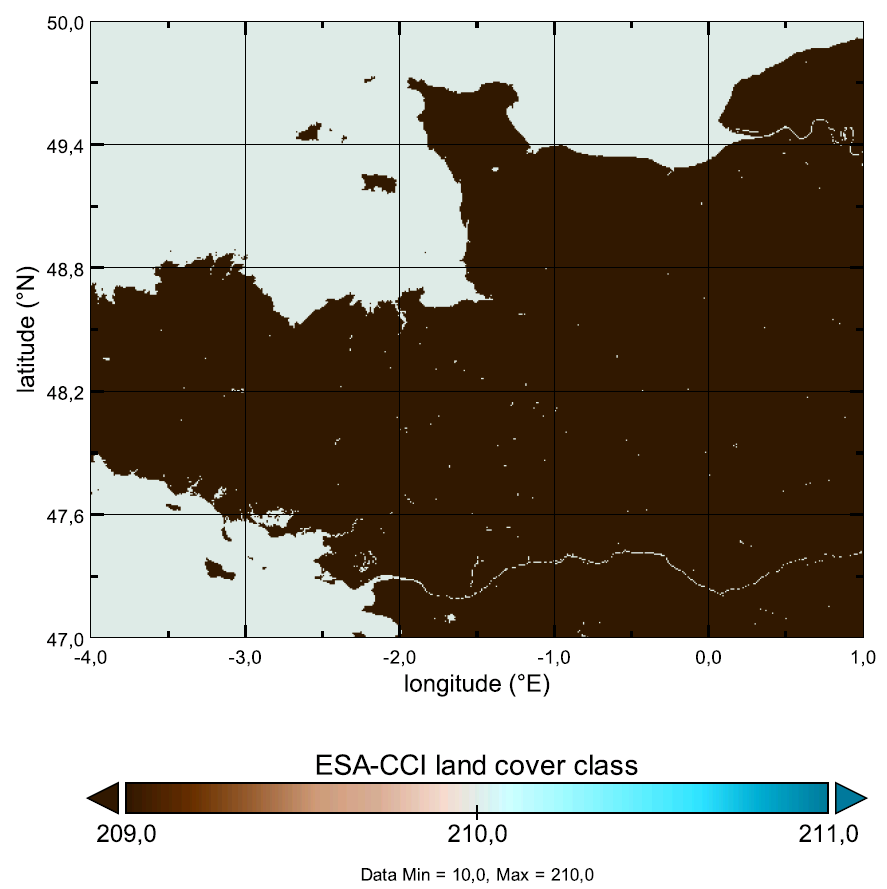 50,0
49,4
48,8
48,2
47,6
47,0
latitude (°N)
-4,0 -3,0 -2,0 -1,0 0,0 1,0
longitude (°E)
ESA-CCI land cover class
209,0 210,0 211,0
Data Min = 10,0, Max = 210,0